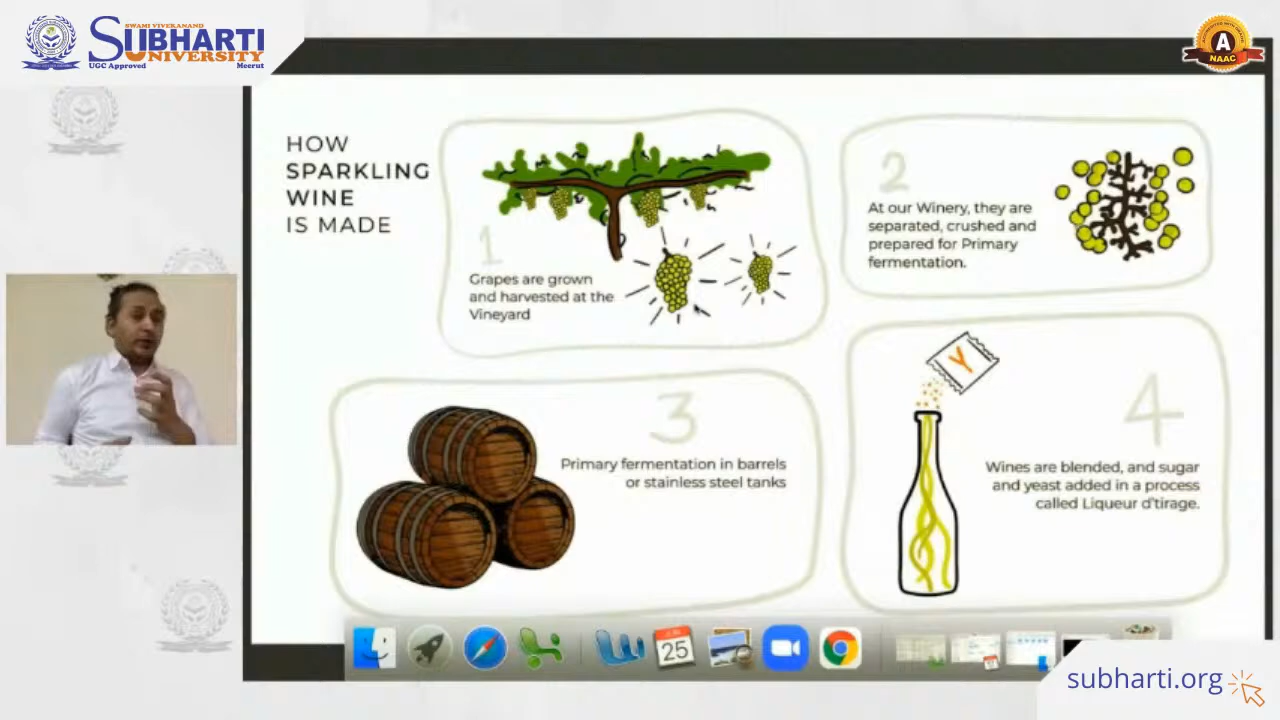 SWAMI VIVEKANAND
SUBHARTI
UNIVERSITY
UGC Approved Meerut
A
NAAC
HOW
SPARKLING
WINE
IS MADE
1
Grapes are grown
and harvested at the
Vineyard
2
At our Winery, they are
separated, crushed and
prepared for Primary
fermentation.
3
Primary fermentation in barrels
or stainless steel tanks
Y
4
Wines are blended, and sugar
and yeast added in a process
called Liqueur d'tirage.
25
subharti.org